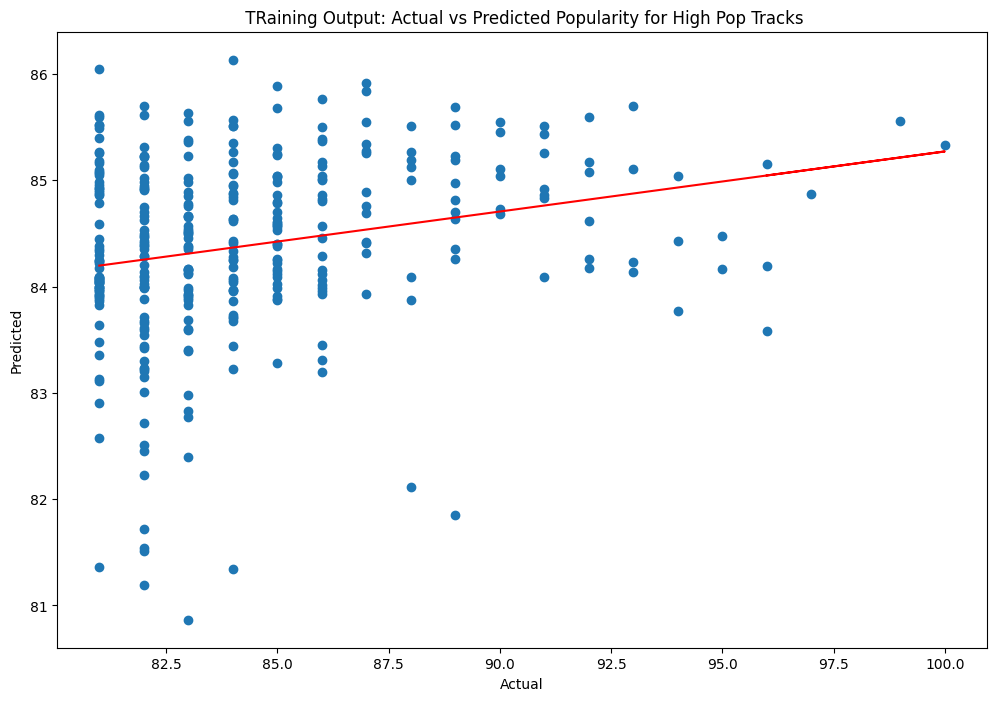 TRaining Output: Actual vs Predicted Popularity for High Pop Tracks
Predicted
86
85
84
83
82
81
82.5 85.0 87.5 90.0 92.5 95.0 97.5 100.0
Actual